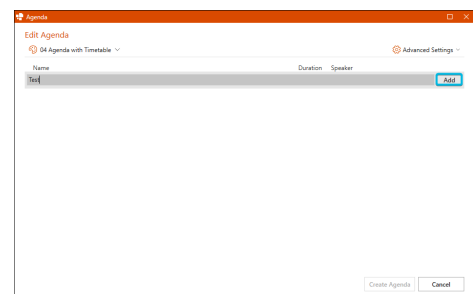 Agenda
Edit Agenda
04 Agenda with Timetable
Advanced Settings
Name Duration Speaker
Test Add
Create Agenda Cancel